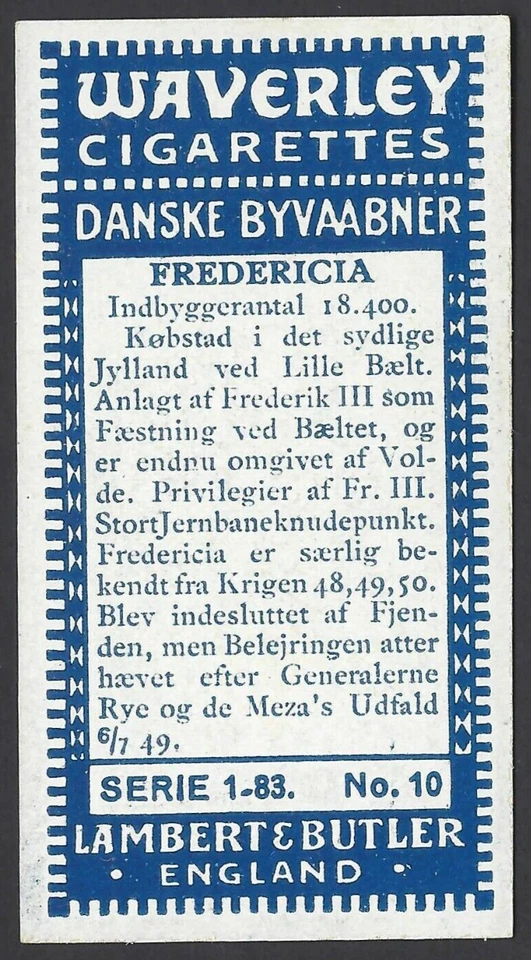 WAVERLEY
CIGARETTES
DANSKE BYVAABNER
FREDERICIA
Indbyggerantal 18.400.
Købstad i det sydlige
Jylland ved Lille Bælt.
Anlagt af Frederik III som
Fæstning ved Bæltet, og
er endnu omgivet af Vol-
de. Privilegier af Fr. III.
Stort Jernbaneknudepunkt.
Fredericia er særlig be-
kendt fra Krigen 48,49,50.
Blev indesluttet af Fjen-
den, men Belejringen atter
hævet efter Generalerne
Rye og de Meza's Udfald
6/7 49.
SERIE 1-83. No. 10
LAMBERT & BUTLER
• ENGLAND •